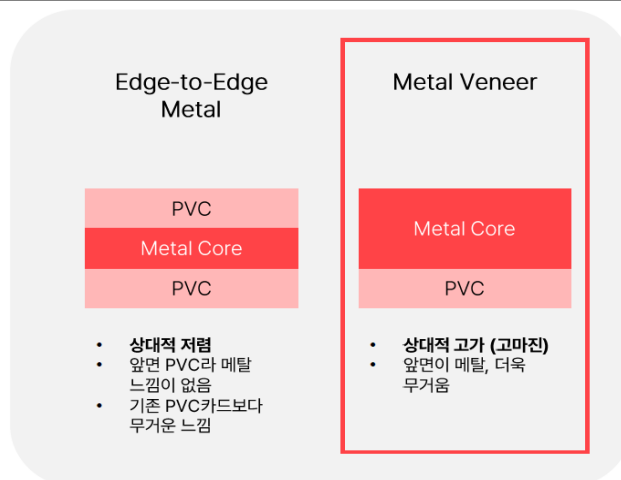 Edge-to-Edge
Metal
PVC
Metal Core
PVC
• 상대적 저렴
• 앞면 PVC라 메탈
느낌이 없음
• 기존 PVC카드보다
무거운 느낌
Metal Veneer
Metal Core
PVC
• 상대적 고가 (고마진)
• 앞면이 메탈, 더욱
무거움